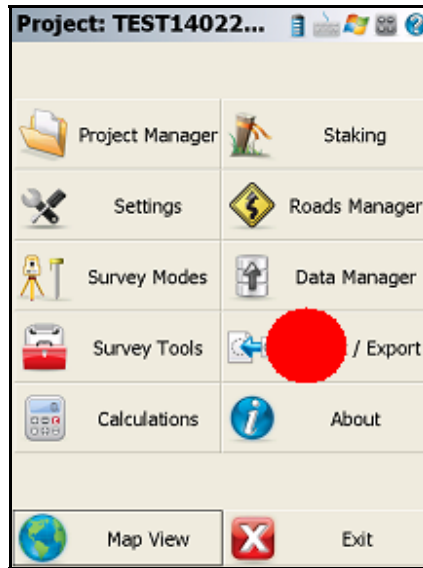 Project: TEST14022...
Project Manager
Staking
Settings
Roads Manager
Survey Modes
Data Manager
Survey Tools
/ Export
Calculations
About
Map View
Exit